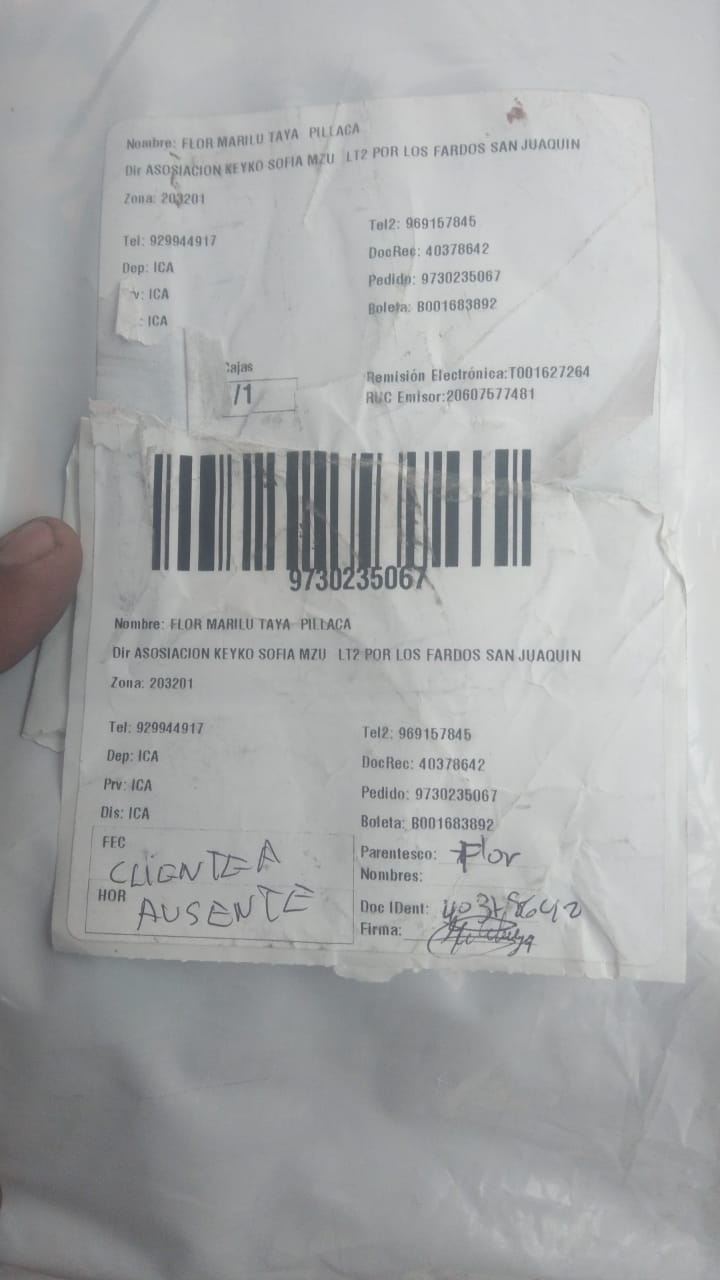 Nombre: FLOR MARILU TAYA PILLACA
Dir ASOSIACION KEYKO SOFIA MZU LT2 POR LOS FARDOS SAN JUAQUIN
Zona: 203201
Tel: 929944917 Tel2: 969157845
Dep: ICA DocRec: 40378642
v: ICA Pedido: 9730235067
: ICA Boleta: B001683892
ajas Remisión Electrónica:T001627264
/1 RUC Emisor:20607577481
9730235067
Nombre: FLOR MARILU TAYA PILLACA
Dir ASOSIACION KEYKO SOFIA MZU LT2 POR LOS FARDOS SAN JUAQUIN
Zona: 203201
Tel: 929944917 Tel2: 969157845
Dep: ICA DocRec: 40378642
Prv: ICA Pedido: 9730235067
Dis: ICA Boleta: B001683892
FEC CLIENTEA Parentesco: Flor
Nombres:
HOR AUSENTE Doc IDent: 40378642
Firma: